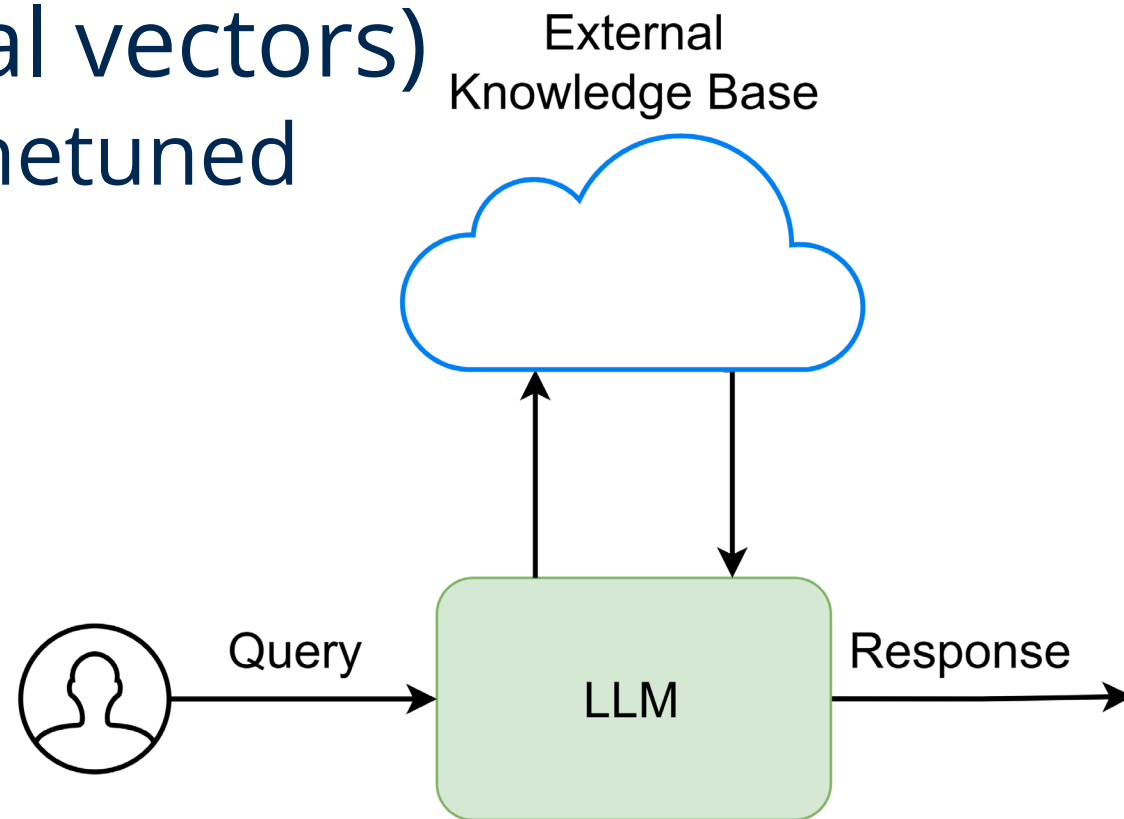 al vectors)
netuned
External
Knowledge Base
Query
LLM
Response